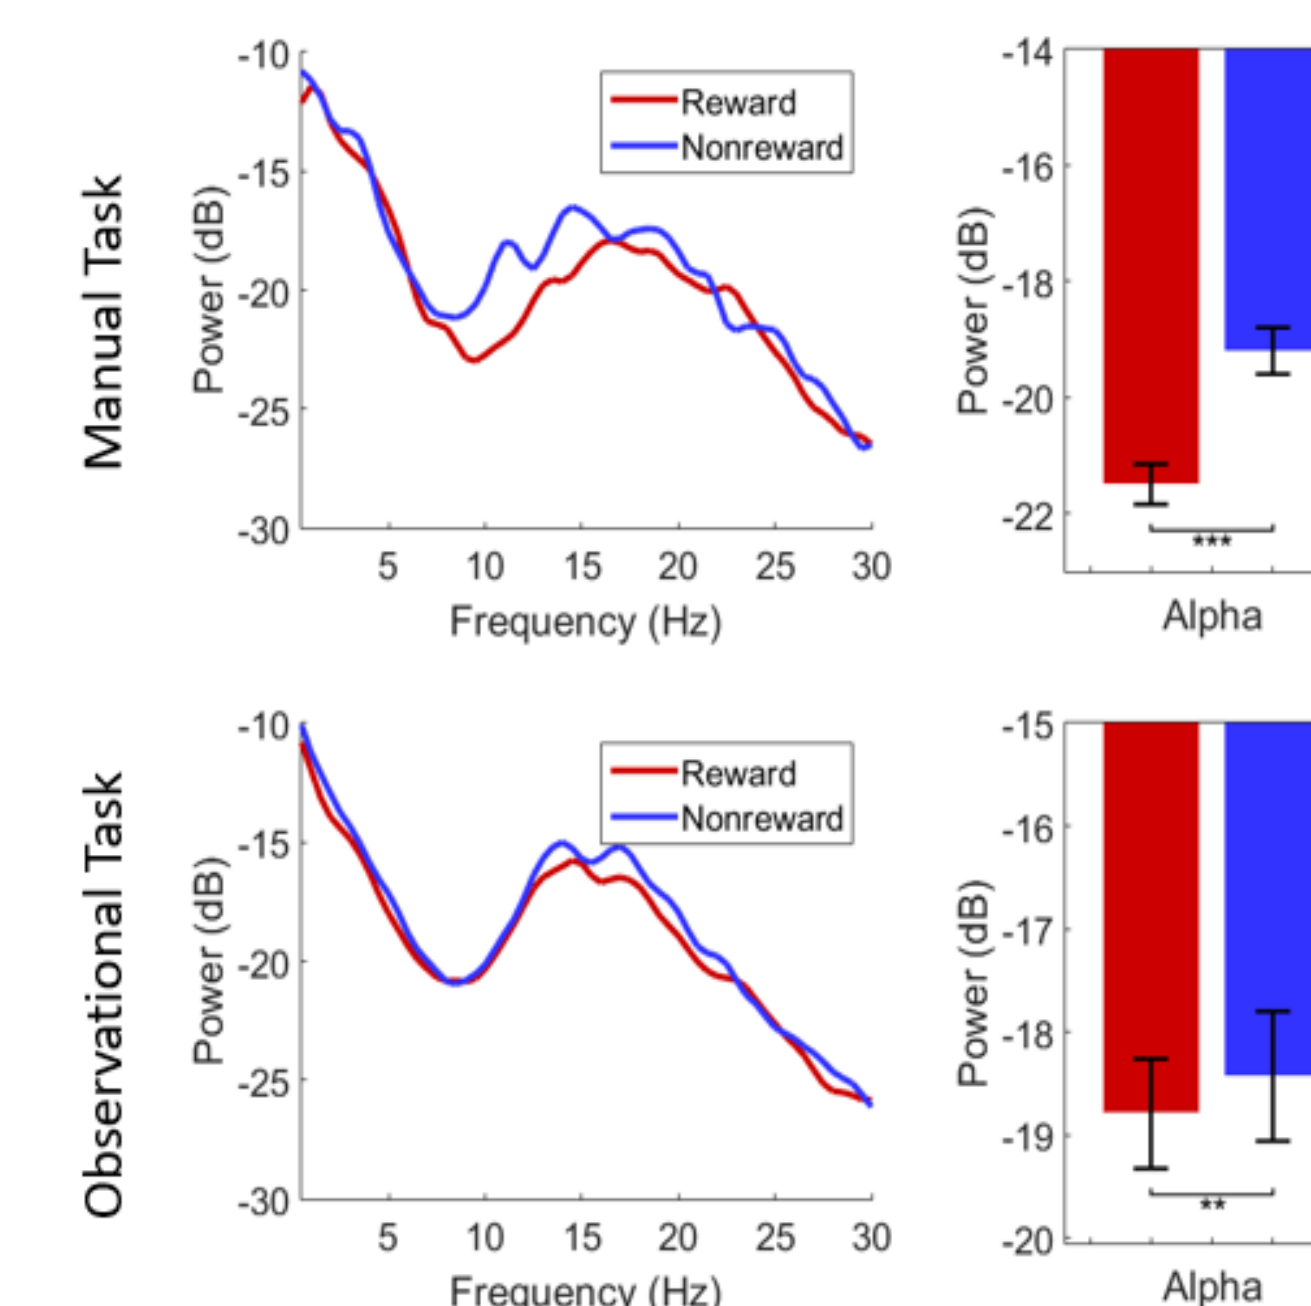 Manual Task
-10
-15
-20
-25
-30
Power (dB)
Reward
Nonreward
5 10 15 20 25 30
Frequency (Hz)
-14
-16
-18
-20
-22
Power (dB)
***
Alpha
Observational Task
-10
-15
-20
-25
-30
Power (dB)
Reward
Nonreward
5 10 15 20 25 30
Frequency (Hz)
-15
-16
-17
-18
-19
-20
Power (dB)
**
Alpha